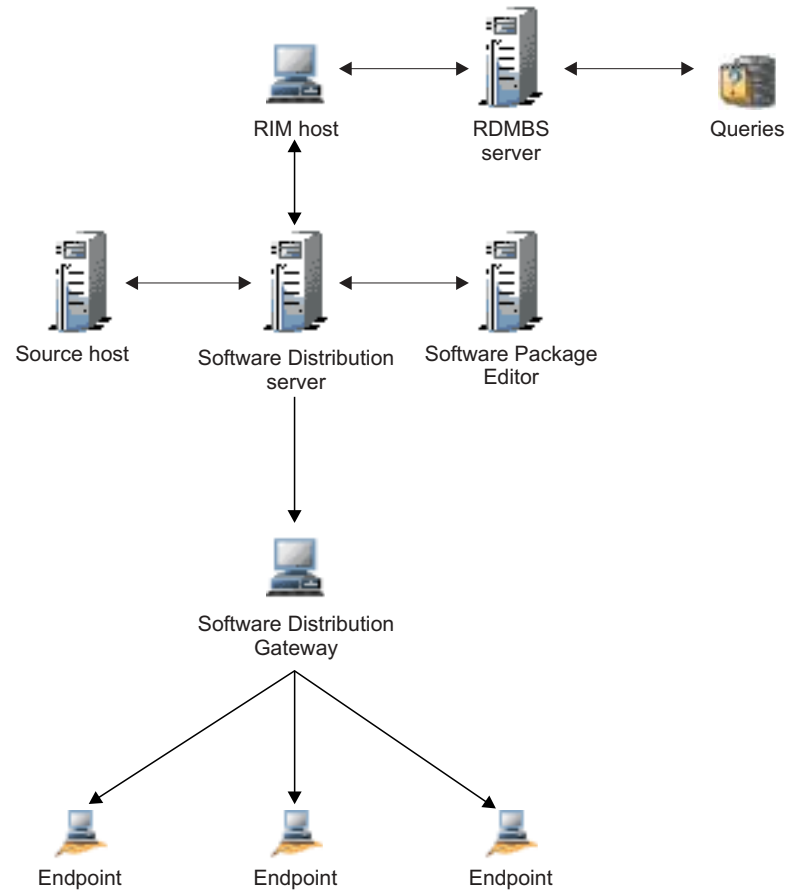 RIM host
RDMBS
server
Queries
Source host
Software Distribution
server
Software Package
Editor
Software Distribution
Gateway
Endpoint
Endpoint
Endpoint